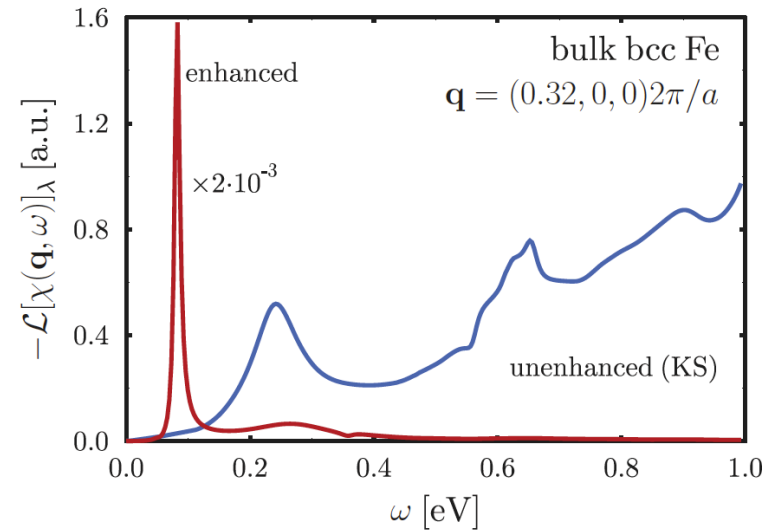 1.6
1.2
0.8
0.4
0.0
0.0 0.2 0.4 0.6 0.8 1.0
−𝓛[χ(q, ω)]λ [a.u.]
ω [eV]
enhanced
×2·10⁻³
bulk bcc Fe
q = (0.32, 0, 0)2π/a
unenhanced (KS)